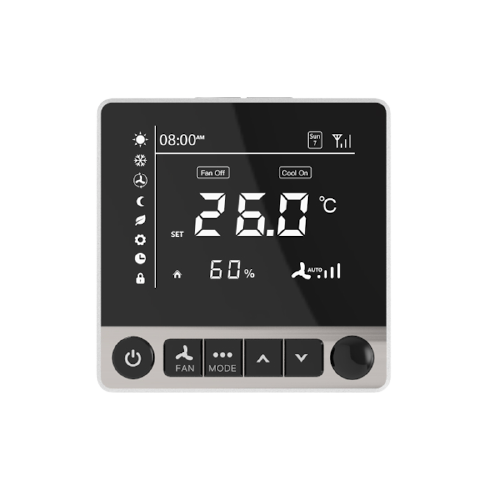 08:00AM
Sun
7
Fan Off
Cool On
26.0 ℃
SET
60 %
AUTO
FAN
MODE